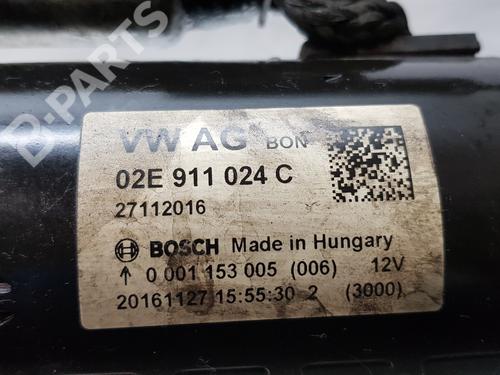 D-PARTS
VW AG BON
02E 911 024 C
27112016
BOSCH Made in Hungary
↑ 0 001 153 005 (006) 12V
20161127 15:55:30 2 (3000)